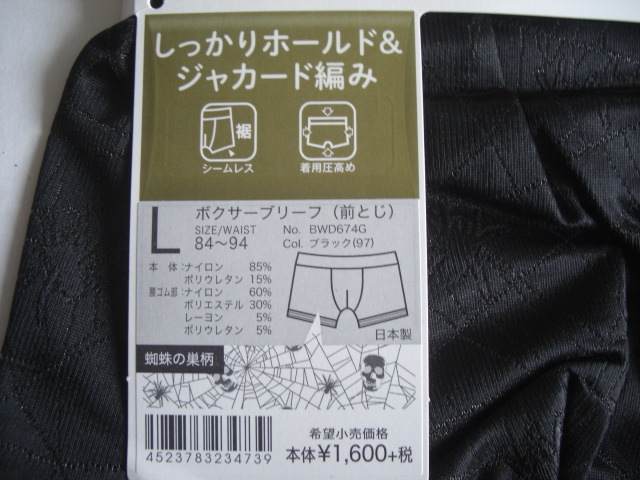 しっかりホールド&
ジャカード編み
裾
シームレス
着用圧高め
L
ボクサーブリーフ（前とじ）
SIZE/WAIST
84〜94
No. BWD674G
Col. ブラック(97)
本 体:ナイロン 85%
ポリウレタン 15%
腰ゴム部:ナイロン 60%
ポリエステル 30%
レーヨン 5%
ポリウレタン 5%
日本製
蜘蛛の巣柄
4523783234739
希望小売価格
本体¥1,600+税